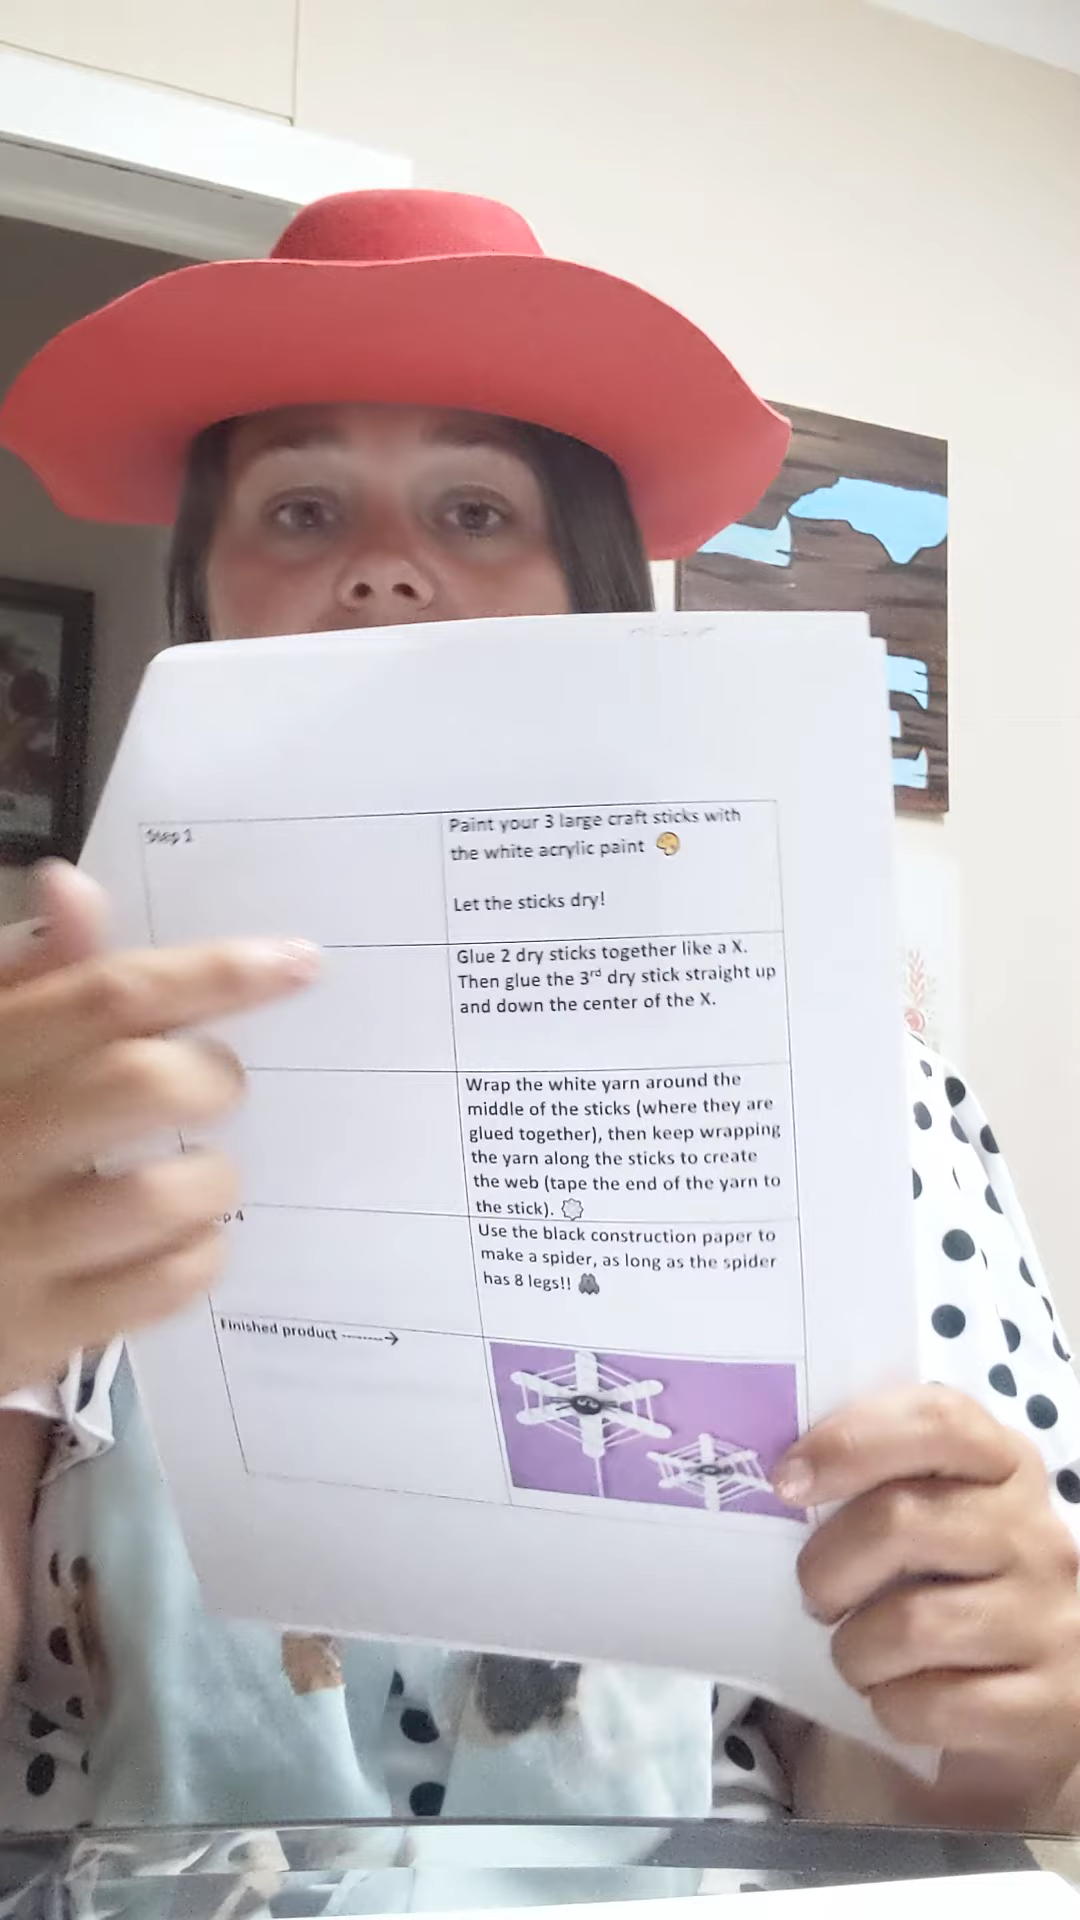 Step 1
Paint your 3 large craft sticks with
the white acrylic paint 🎨
Let the sticks dry!
Glue 2 dry sticks together like a X.
Then glue the 3rd dry stick straight up
and down the center of the X.
Wrap the white yarn around the
middle of the sticks (where they are
glued together), then keep wrapping
the yarn along the sticks to create
the web (tape the end of the yarn to
the stick).
p 4
Use the black construction paper to
make a spider, as long as the spider
has 8 legs!!
Finished product -------->